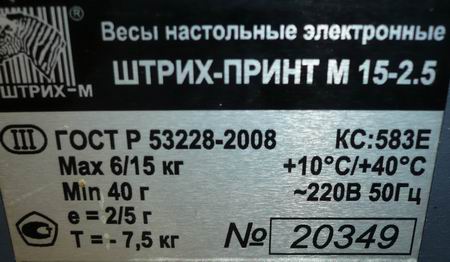 Весы настольные электронные
ШТРИХ-М ®
ШТРИХ-ПРИНТ М 15-2.5
III ГОСТ Р 53228-2008 КС:583Е
Max 6/15 кг +10°C/+40°C
Min 40 г ~220В 50Гц
e = 2/5 г
T = - 7,5 кг № 20349